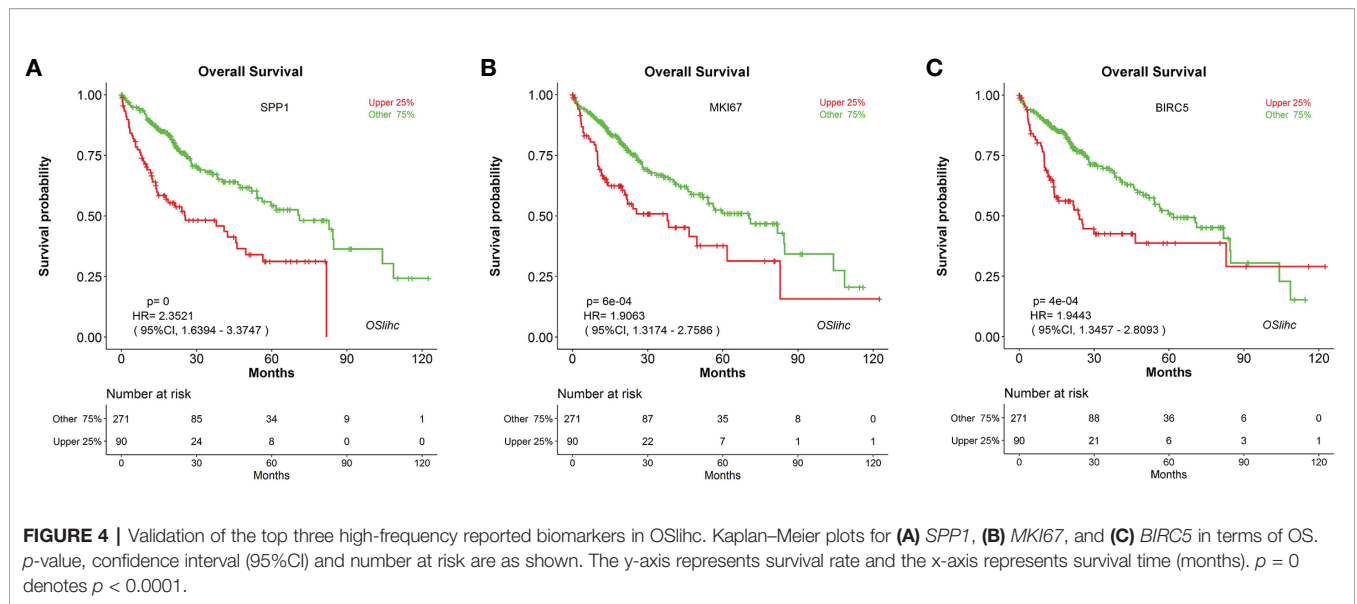 A
Overall Survival
SPP1
Upper 25%
Other 75%
Survival probability
1.00
0.75
0.50
0.25
0.00
p= 0
HR= 2.3521
( 95%CI, 1.6394 - 3.3747)
OSlihc
0 30 60 90 120
Months
Number at risk
Other 75% 271 85 34 9 1
Upper 25% 90 24 8 0 0
0 30 60 90 120
Months
B
Overall Survival
MKI67
Upper 25%
Other 75%
Survival probability
1.00
0.75
0.50
0.25
0.00
p= 6e-04
HR= 1.9063
( 95%CI, 1.3174 - 2.7586)
OSlihc
0 30 60 90 120
Months
Number at risk
Other 75% 271 87 35 8 0
Upper 25% 90 22 7 1 1
0 30 60 90 120
Months
C
Overall Survival
BIRC5
Upper 25%
Other 75%
Survival probability
1.00
0.75
0.50
0.25
0.00
p= 4e-04
HR= 1.9443
( 95%CI, 1.3457 - 2.8093)
OSlihc
0 30 60 90 120
Months
Number at risk
Other 75% 271 88 36 6 0
Upper 25% 90 21 6 3 1
0 30 60 90 120
Months
FIGURE 4 | Validation of the top three high-frequency reported biomarkers in OSlihc. Kaplan–Meier plots for (A) SPP1, (B) MKI67, and (C) BIRC5 in terms of OS.
p-value, confidence interval (95%CI) and number at risk are as shown. The y-axis represents survival rate and the x-axis represents survival time (months). p = 0
denotes p < 0.0001.